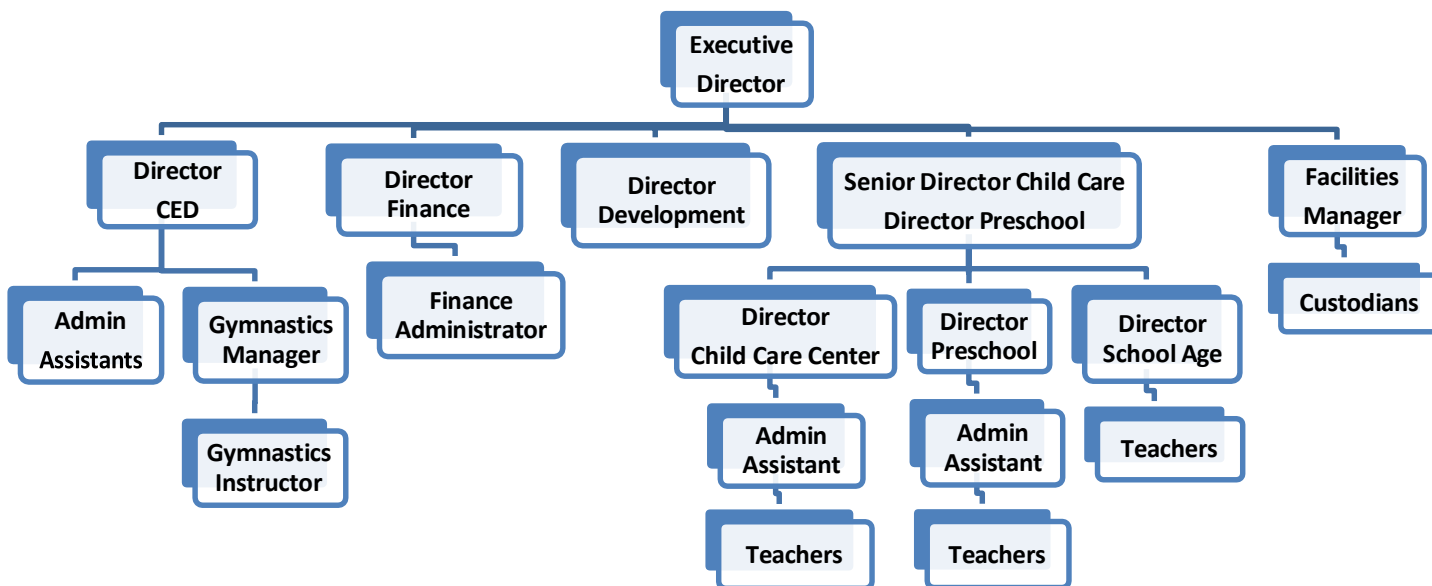 Executive
Director
Director
CED
Director
Finance
Director
Development
Senior Director Child Care
Director Preschool
Facilities
Manager
Admin
Assistants
Gymnastics
Manager
Finance
Administrator
Director
Child Care Center
Director
Preschool
Director
School Age
Custodians
Gymnastics
Instructor
Admin
Assistant
Admin
Assistant
Teachers
Teachers
Teachers